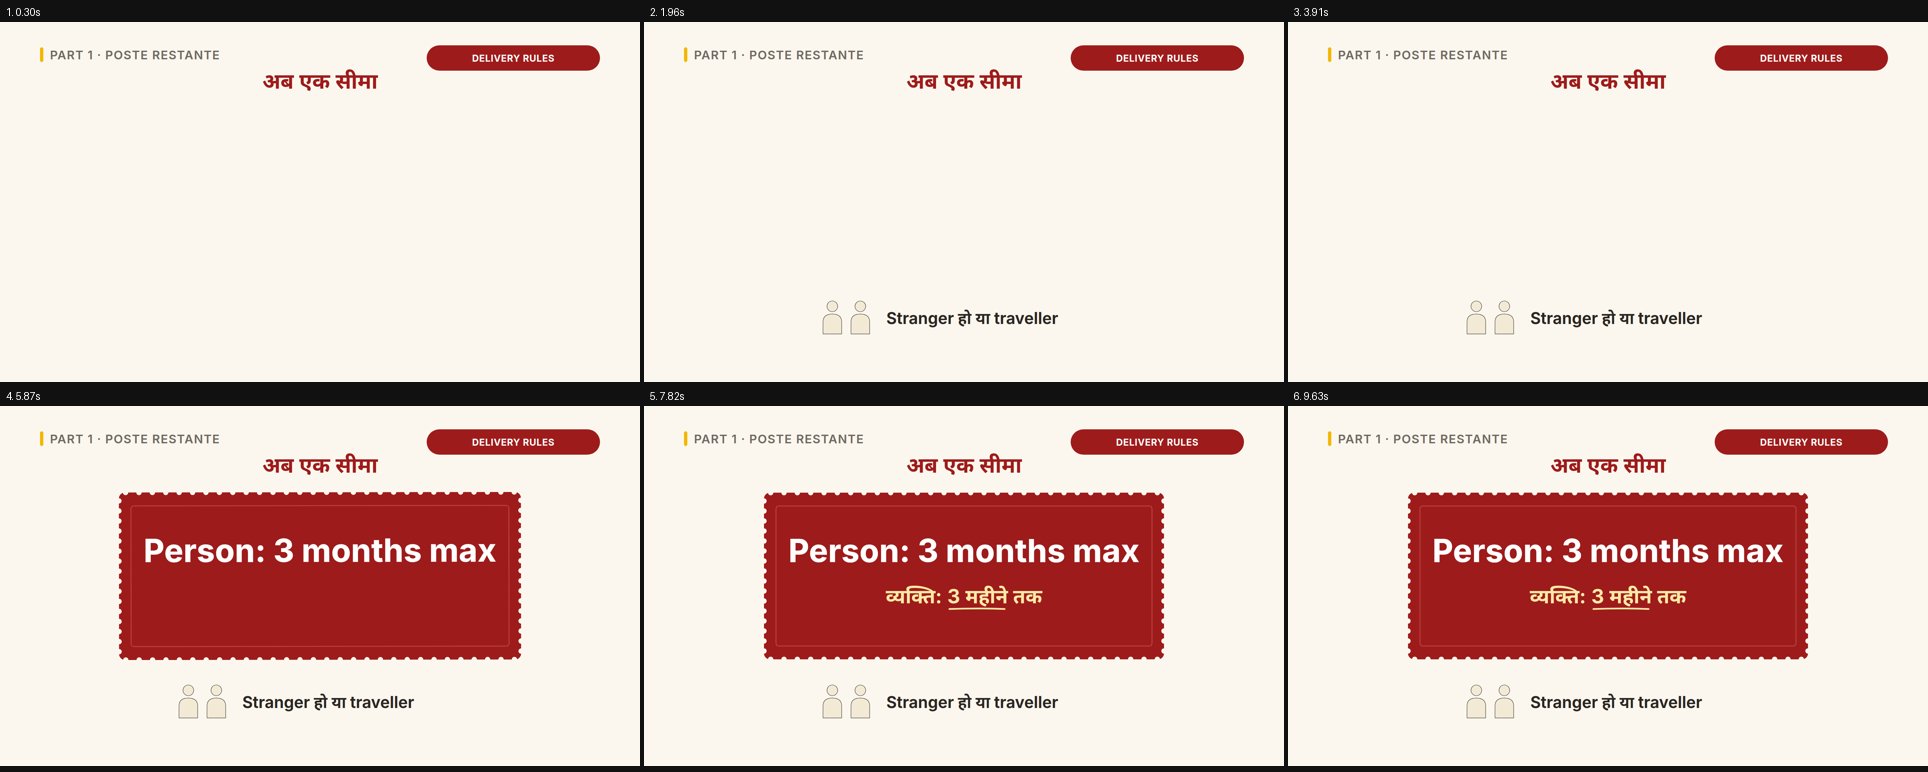 1. 0.30s
PART 1 · POSTE RESTANTE
DELIVERY RULES
अब एक सीमा
2. 1.96s
PART 1 · POSTE RESTANTE
DELIVERY RULES
अब एक सीमा
Stranger हो या traveller
3. 3.91s
PART 1 · POSTE RESTANTE
DELIVERY RULES
अब एक सीमा
Stranger हो या traveller
4. 5.87s
PART 1 · POSTE RESTANTE
DELIVERY RULES
अब एक सीमा
Person: 3 months max
Stranger हो या traveller
5. 7.82s
PART 1 · POSTE RESTANTE
DELIVERY RULES
अब एक सीमा
Person: 3 months max
व्यक्ति: 3 महीने तक
Stranger हो या traveller
6. 9.63s
PART 1 · POSTE RESTANTE
DELIVERY RULES
अब एक सीमा
Person: 3 months max
व्यक्ति: 3 महीने तक
Stranger हो या traveller